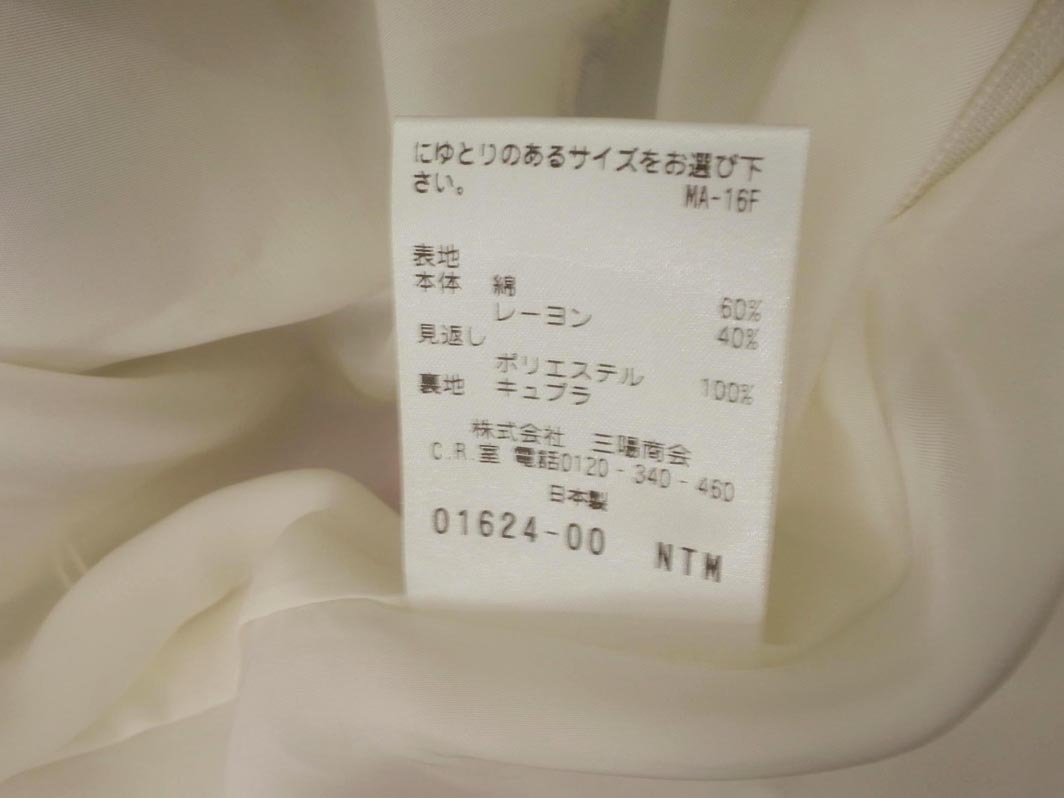 にゆとりのあるサイズをお選び下
さい。
MA-16F
表地
本体 綿 60%
レーヨン 40%
見返し
ポリエステル 100%
裏地 キュプラ
株式会社 三陽商会
C.R.室 電話0120-340-460
日本製
01624-00 NTM